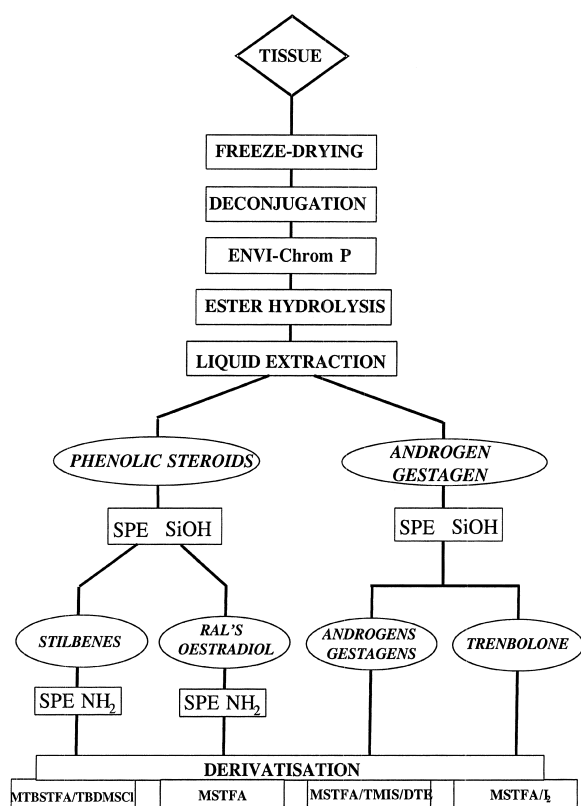 TISSUE
FREEZE-DRYING
DECONJUGATION
ENVI-Chrom P
ESTER HYDROLYSIS
LIQUID EXTRACTION
PHENOLIC STEROIDS
ANDROGEN
GESTAGEN
SPE SiOH
SPE SiOH
STILBENES
RAL'S
OESTRADIOL
ANDROGENS
GESTAGENS
TRENBOLONE
SPE NH₂
SPE NH₂
DERIVATISATION
MTBSTFA/TBDMSCl
MSTFA
MSTFA/TMIS/DTE
MSTFA/I₂